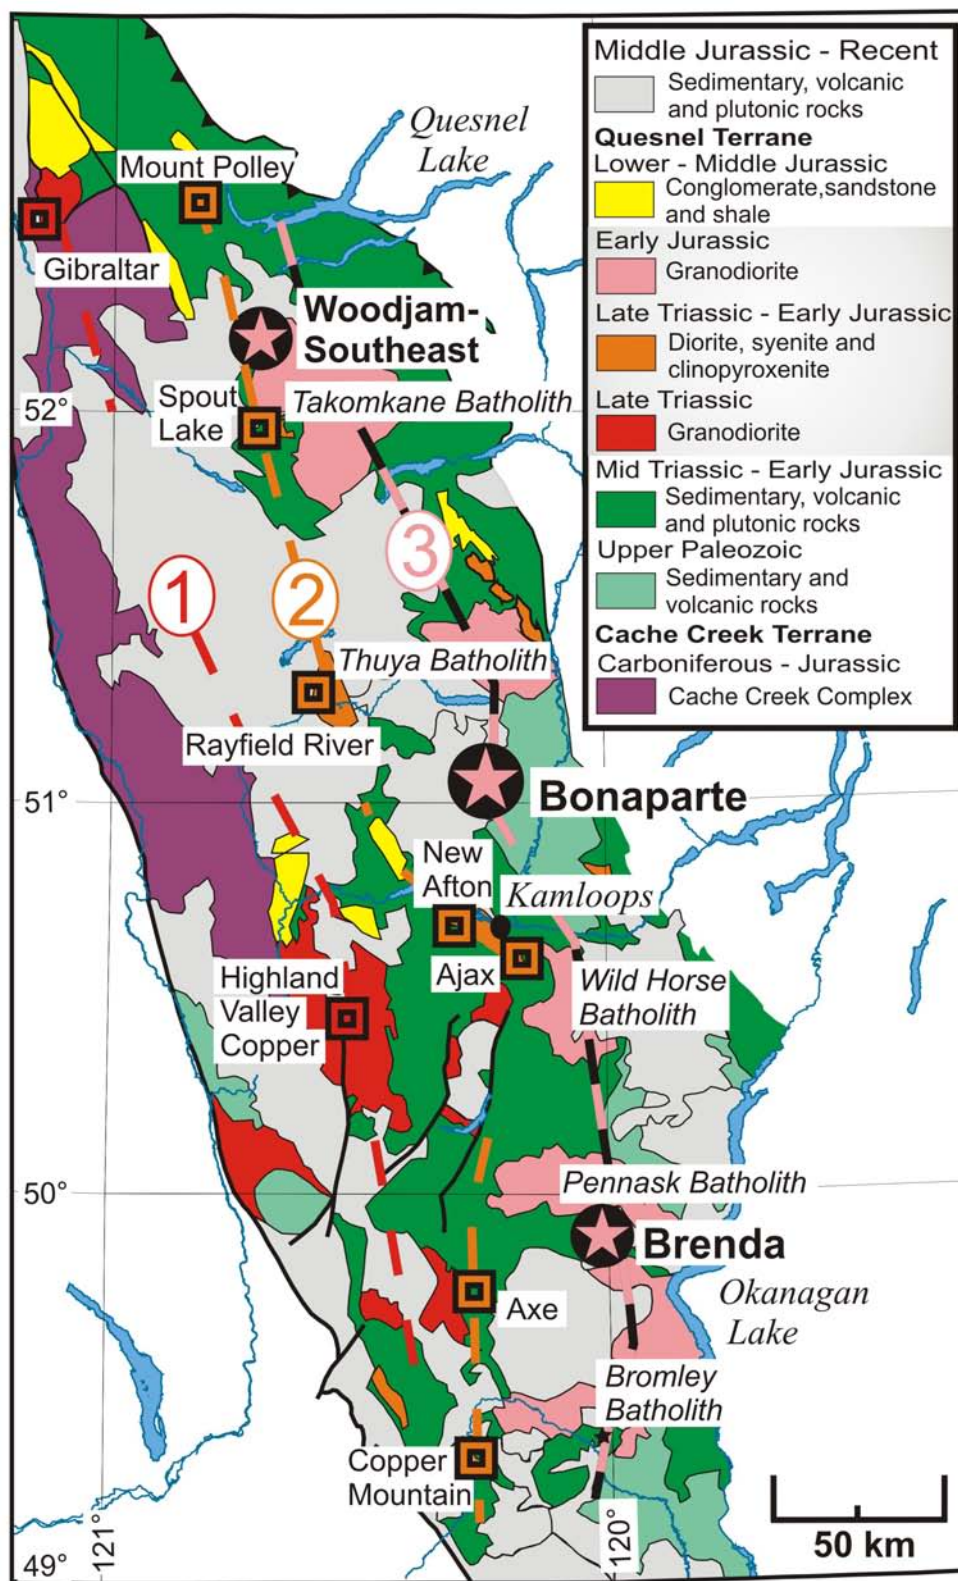 Middle Jurassic - Recent
Sedimentary, volcanic
and plutonic rocks
Quesnel Terrane
Lower - Middle Jurassic
Conglomerate,sandstone
and shale
Early Jurassic
Granodiorite
Late Triassic - Early Jurassic
Diorite, syenite and
clinopyroxenite
Late Triassic
Granodiorite
Mid Triassic - Early Jurassic
Sedimentary, volcanic
and plutonic rocks
Upper Paleozoic
Sedimentary and
volcanic rocks
Cache Creek Terrane
Carboniferous - Jurassic
Cache Creek Complex
Quesnel
Lake
Mount Polley
Gibraltar
Woodjam-
Southeast
52°
Spout
Lake
Takomkane Batholith
1
2
3
Thuya Batholith
Rayfield River
51°
Bonaparte
New
Afton
Kamloops
Ajax
Highland
Valley
Copper
Wild Horse
Batholith
50°
Pennask Batholith
Brenda
Axe
Okanagan
Lake
Bromley
Batholith
Copper
Mountain
49°
121°
120°
50 km